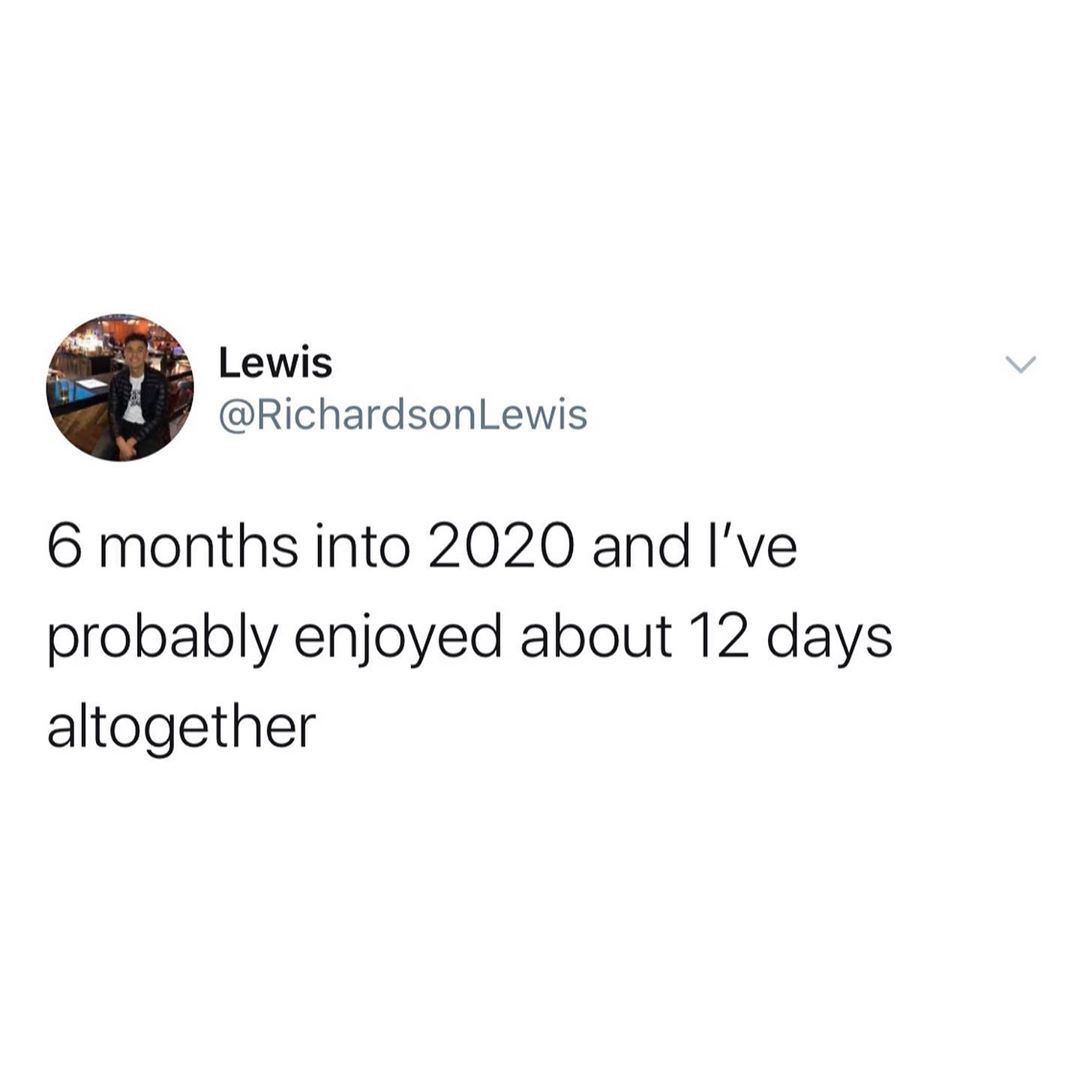 Lewis
@RichardsonLewis
6 months into 2020 and I've
probably enjoyed about 12 days
altogether